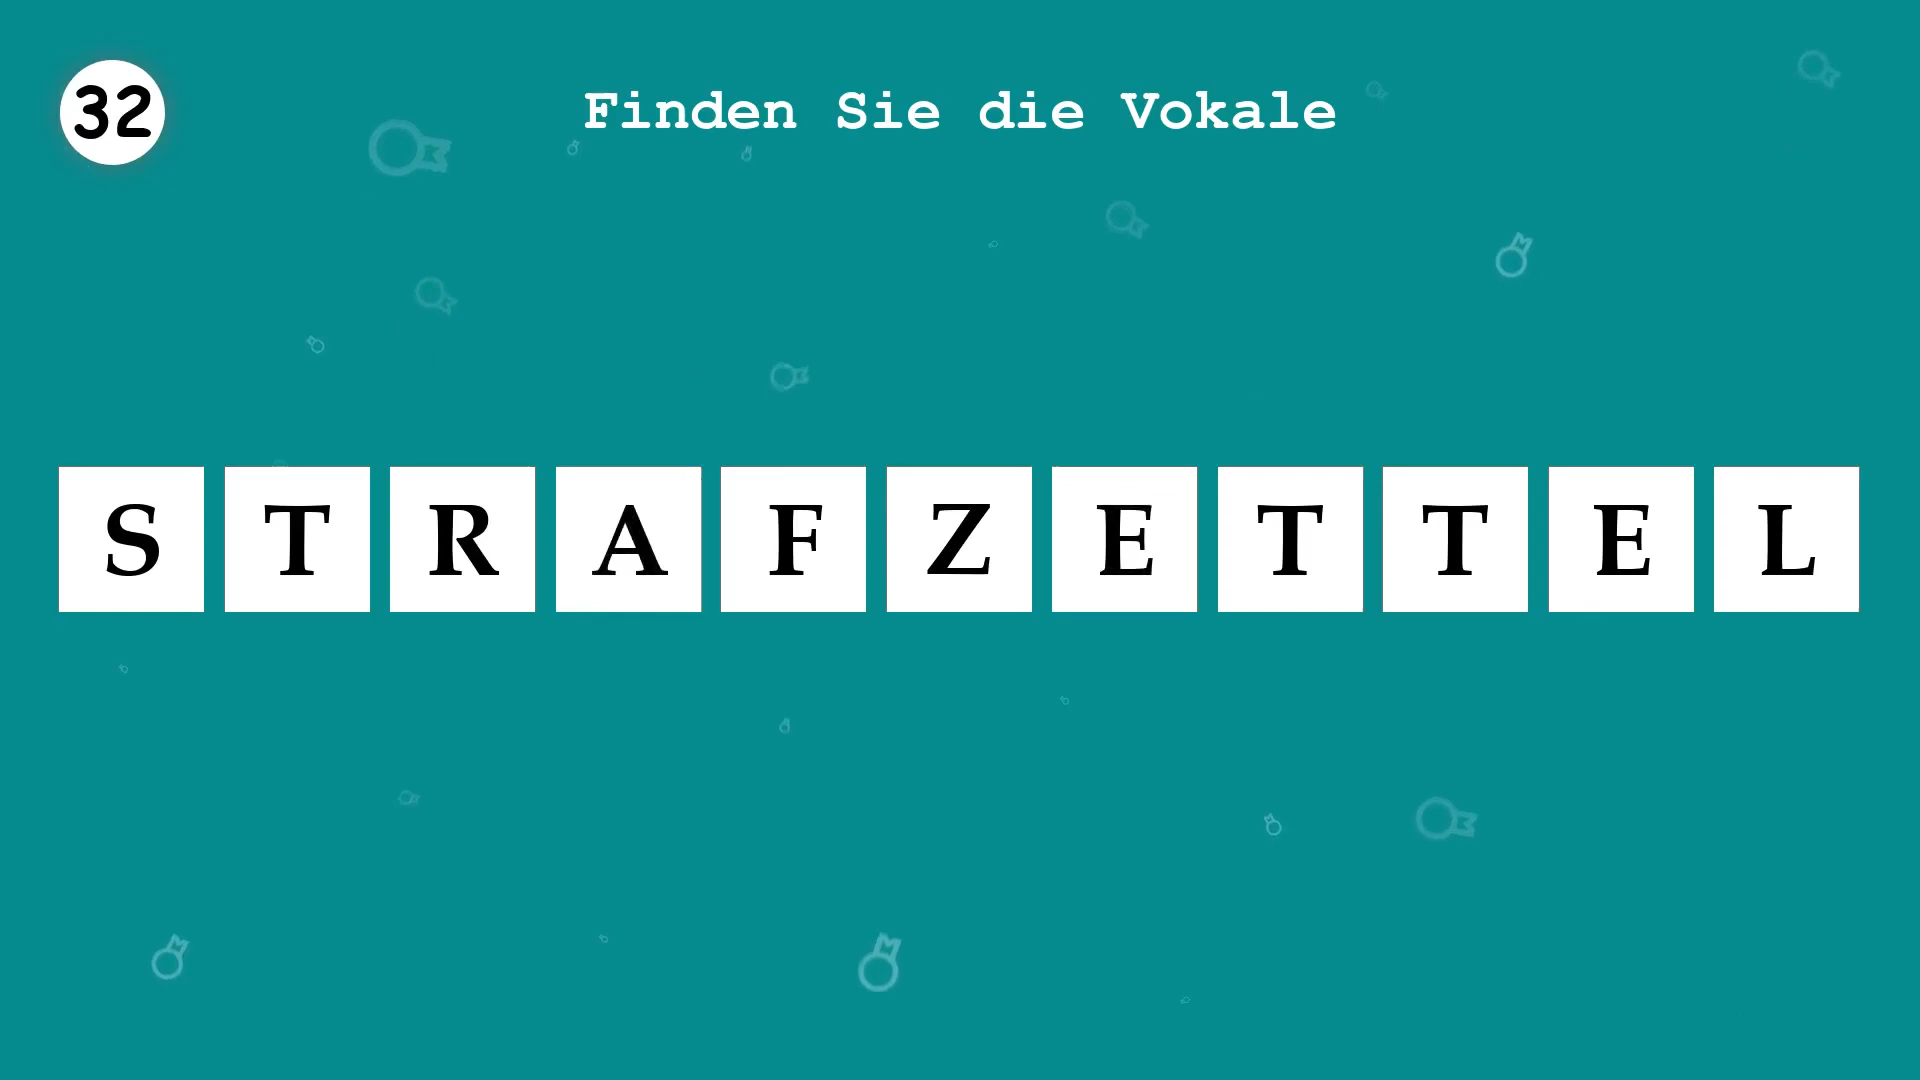 32
Finden Sie die Vokale
S T R A F Z E T T E L